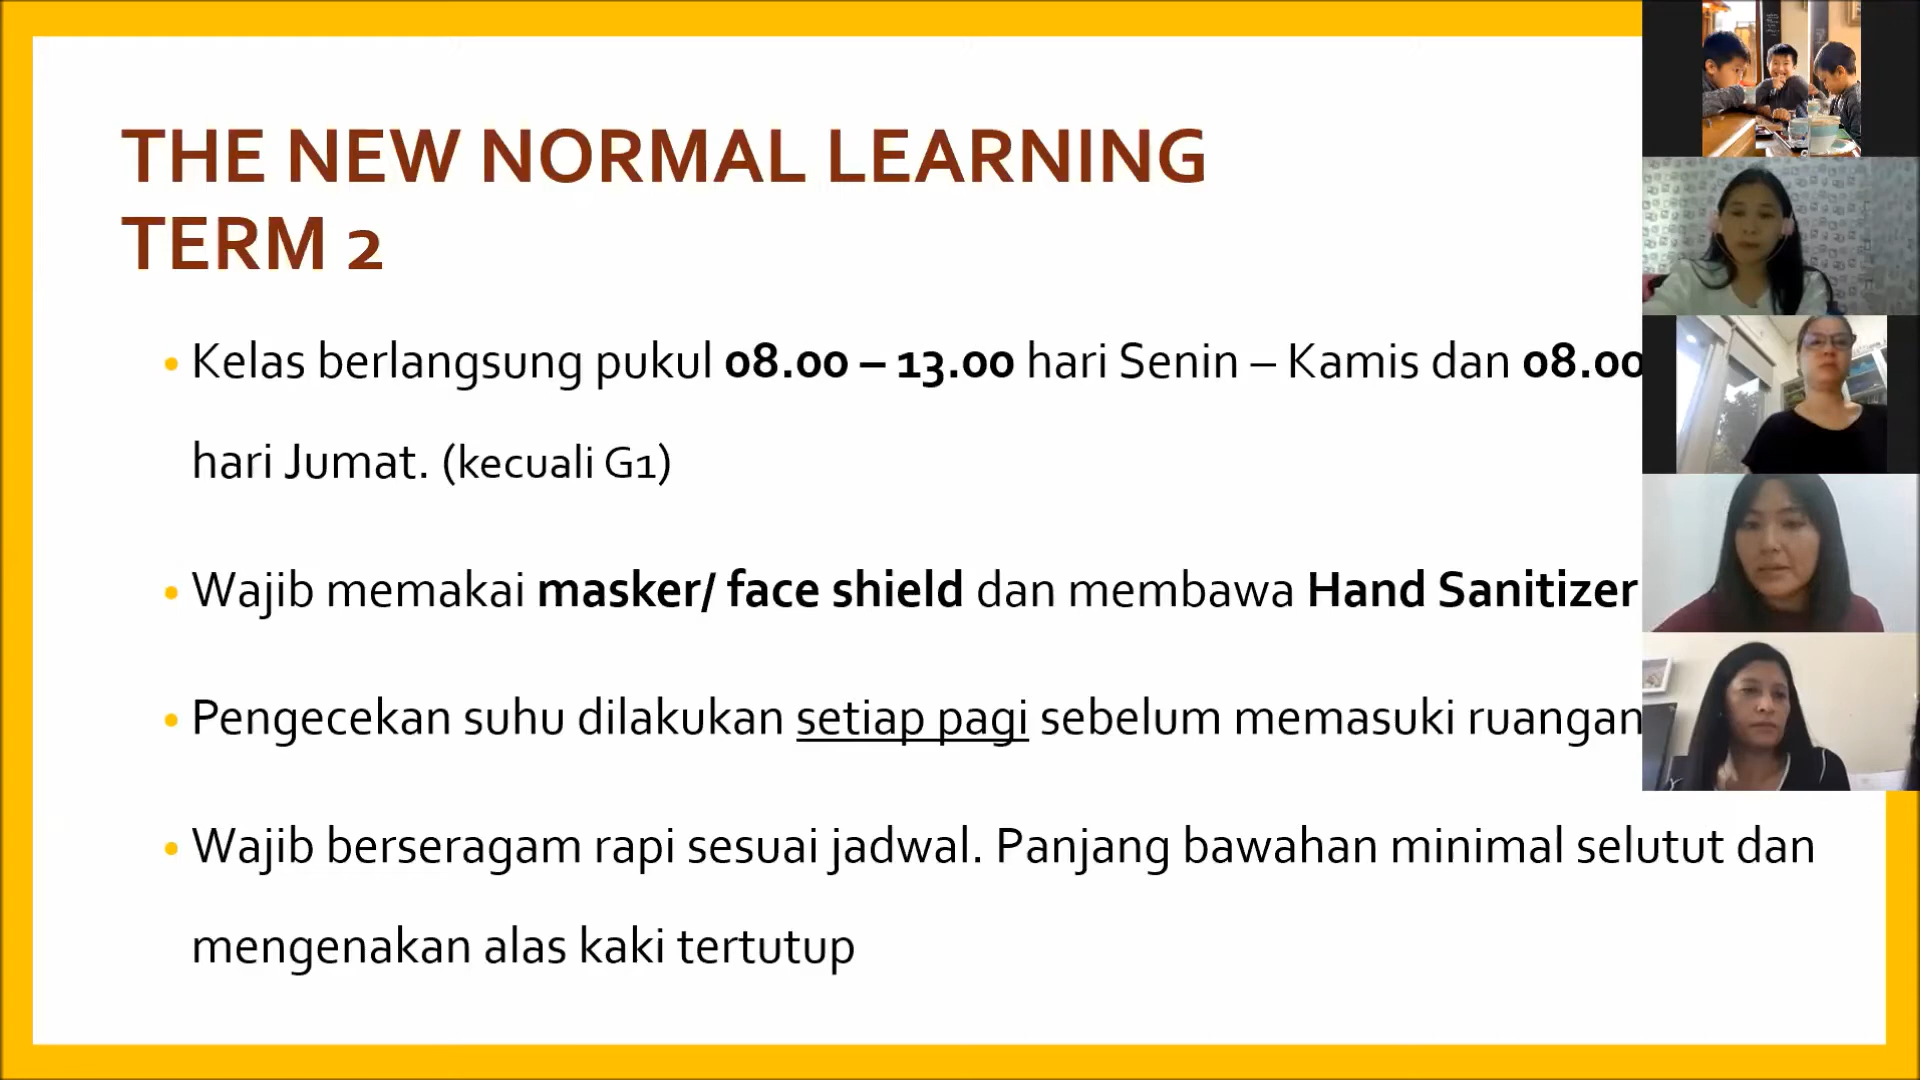 THE NEW NORMAL LEARNING
TERM 2
• Kelas berlangsung pukul 08.00 – 13.00 hari Senin – Kamis dan 08.00
hari Jumat. (kecuali G1)
• Wajib memakai masker/ face shield dan membawa Hand Sanitizer
• Pengecekan suhu dilakukan setiap pagi sebelum memasuki ruangan
• Wajib berseragam rapi sesuai jadwal. Panjang bawahan minimal selutut dan
mengenakan alas kaki tertutup